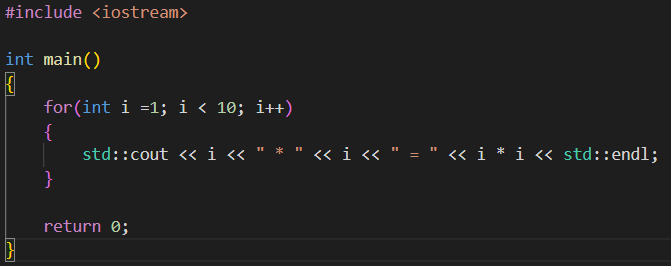 #include <iostream>
int main()
{
for(int i =1; i < 10; i++)
{
std::cout << i << " * " << i << " = " << i * i << std::endl;
}
return 0;
}